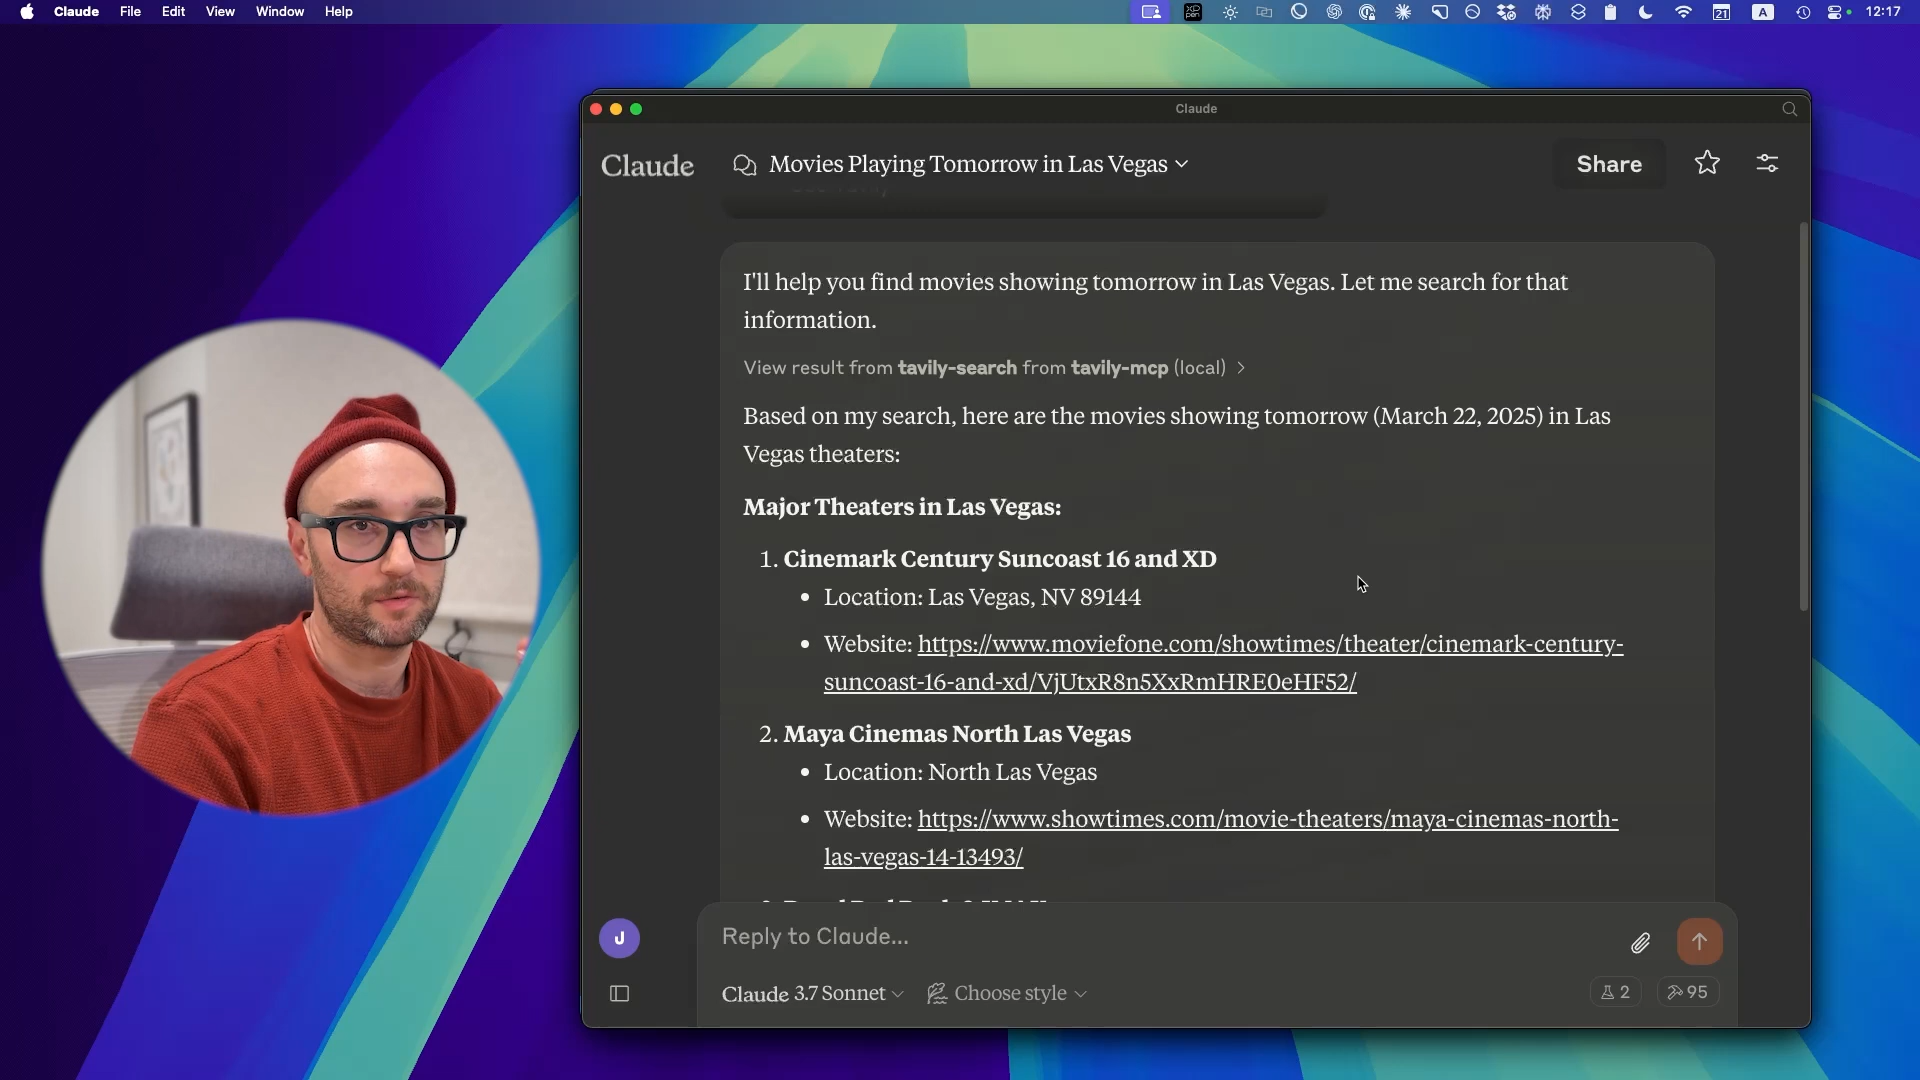 Claude File Edit View Window Help
21 A 12:17
Claude
Claude
Movies Playing Tomorrow in Las Vegas
Share
I'll help you find movies showing tomorrow in Las Vegas. Let me search for that
information.
View result from tavily-search from tavily-mcp (local)
Based on my search, here are the movies showing tomorrow (March 22, 2025) in Las
Vegas theaters:
Major Theaters in Las Vegas:
1. Cinemark Century Suncoast 16 and XD
• Location: Las Vegas, NV 89144
• Website: https://www.moviefone.com/showtimes/theater/cinemark-century-
suncoast-16-and-xd/VjUtxR8n5XxRmHRE0eHF52/
2. Maya Cinemas North Las Vegas
• Location: North Las Vegas
• Website: https://www.showtimes.com/movie-theaters/maya-cinemas-north-
las-vegas-14-13493/
J
Reply to Claude...
Claude 3.7 Sonnet
Choose style
2
95